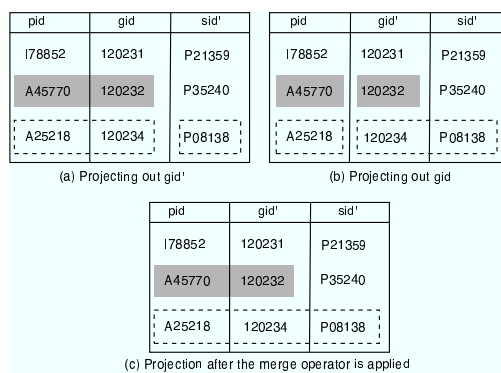 pid gid sid'
I78852 120231 P21359
A45770 120232 P35240
A25218 120234 P08138
(a) Projecting out gid'
pid gid' sid'
I78852 120231 P21359
A45770 120232 P35240
A25218 120234 P08138
(b) Projecting out gid
pid gid' sid'
I78852 120231 P21359
A45770 120232 P35240
A25218 120234 P08138
(c) Projection after the merge operator is applied